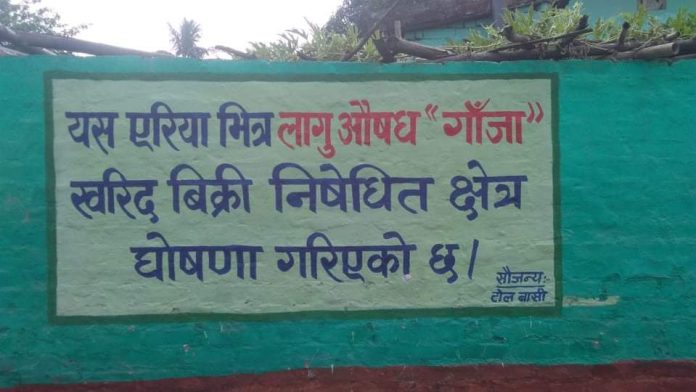 यस एरिया भित्र लागु औषध "गाँजा"
खरिद बिक्री निषेधित क्षेत्र
घोषणा गरिएको छ।
सौजन्य:
टोल बासी